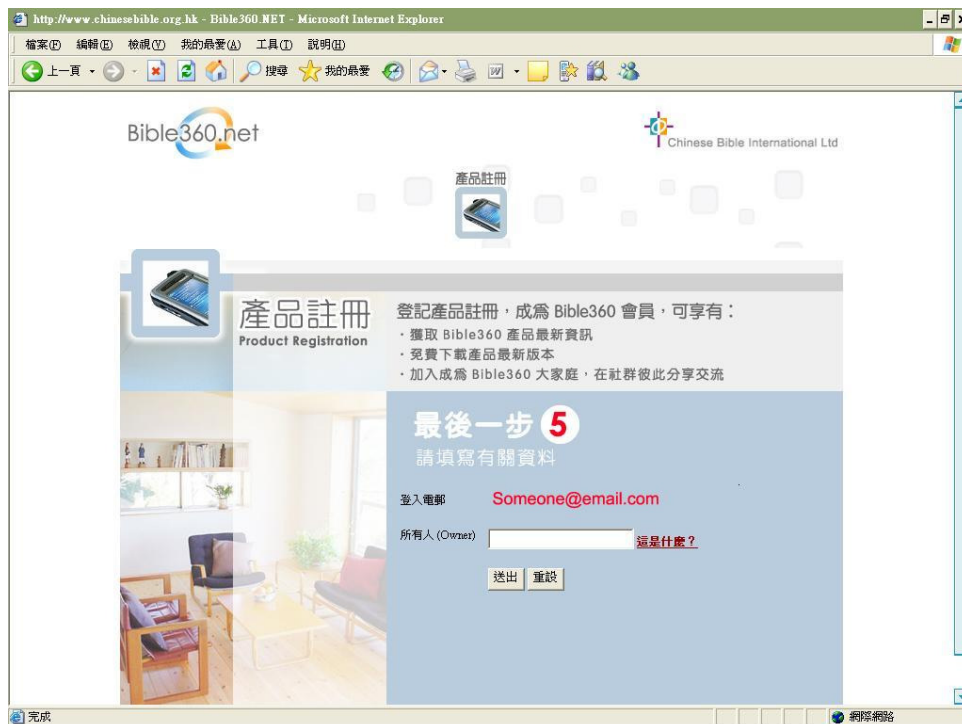 http://www.chinesebible.org.hk - Bible360.NET - Microsoft Internet Explorer
檔案(F) 編輯(E) 檢視(V) 我的最愛(A) 工具(T) 說明(H)
上一頁 搜尋 我的最愛
Bible360.net
Chinese Bible International Ltd
產品註冊
產品註冊
Product Registration
登記產品註冊，成為 Bible360 會員，可享有：
· 獲取 Bible360 產品最新資訊
· 免費下載產品最新版本
· 加入成為 Bible360 大家庭，在社群彼此分享交流
最後一步 5
請填寫有關資料
登入電郵 Someone@email.com
所有人 (Owner) 這是什麼？
送出 重設
完成 網際網路